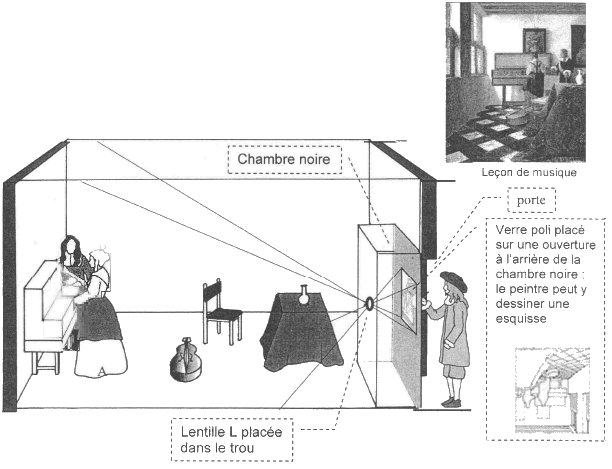 Leçon de musique
Chambre noire
porte
Verre poli placé
sur une ouverture
à l'arrière de la
chambre noire :
le peintre peut y
dessiner une
esquisse
A
Lentille L placée
dans le trou